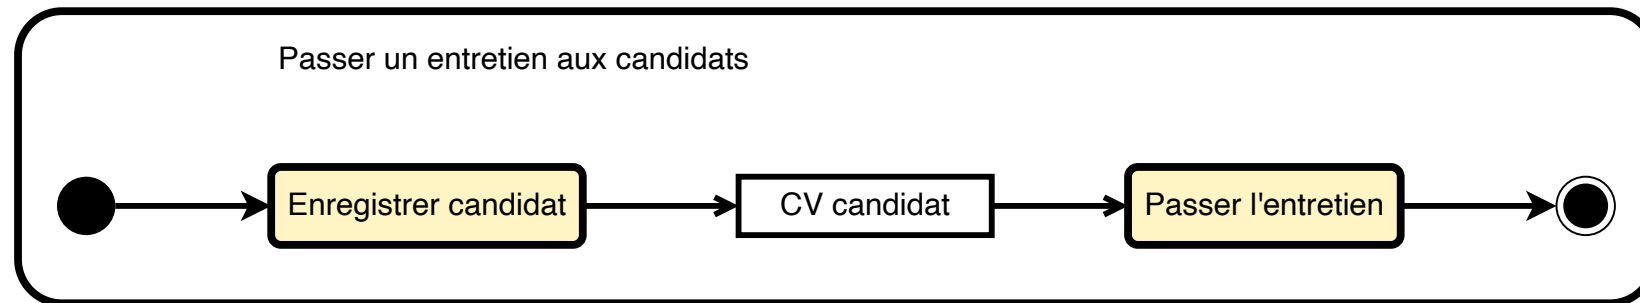 Passer un entretien aux candidats
Enregistrer candidat
CV candidat
Passer l'entretien